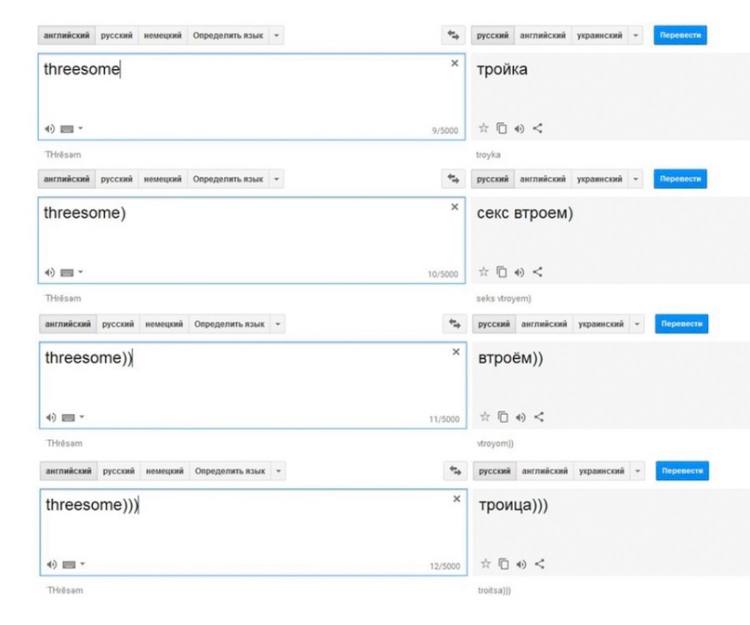 английский русский немецкий Определить язык русский английский украинский Перевести
threesome тройка
9/5000
THrēsəm troyka
английский русский немецкий Определить язык русский английский украинский Перевести
threesome) секс втроем)
10/5000
THrēsəm seks vtroyem)
английский русский немецкий Определить язык русский английский украинский Перевести
threesome)) втроём))
11/5000
THrēsəm vtroyom))
английский русский немецкий Определить язык русский английский украинский Перевести
threesome))) троица)))
12/5000
THrēsəm troitsa)))